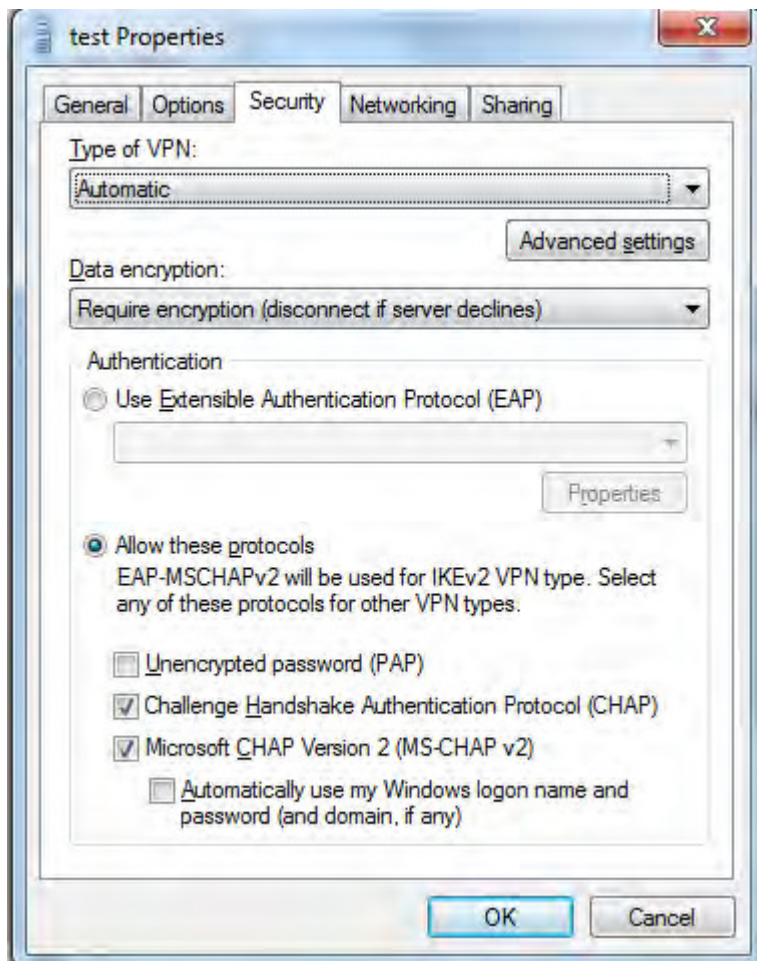 test Properties
General Options Security Networking Sharing
Type of VPN:
Automatic
Advanced settings
Data encryption:
Require encryption (disconnect if server declines)
Authentication
Use Extensible Authentication Protocol (EAP)
Properties
Allow these protocols
EAP-MSCHAPv2 will be used for IKEv2 VPN type. Select
any of these protocols for other VPN types.
Unencrypted password (PAP)
Challenge Handshake Authentication Protocol (CHAP)
Microsoft CHAP Version 2 (MS-CHAP v2)
Automatically use my Windows logon name and
password (and domain, if any)
OK Cancel